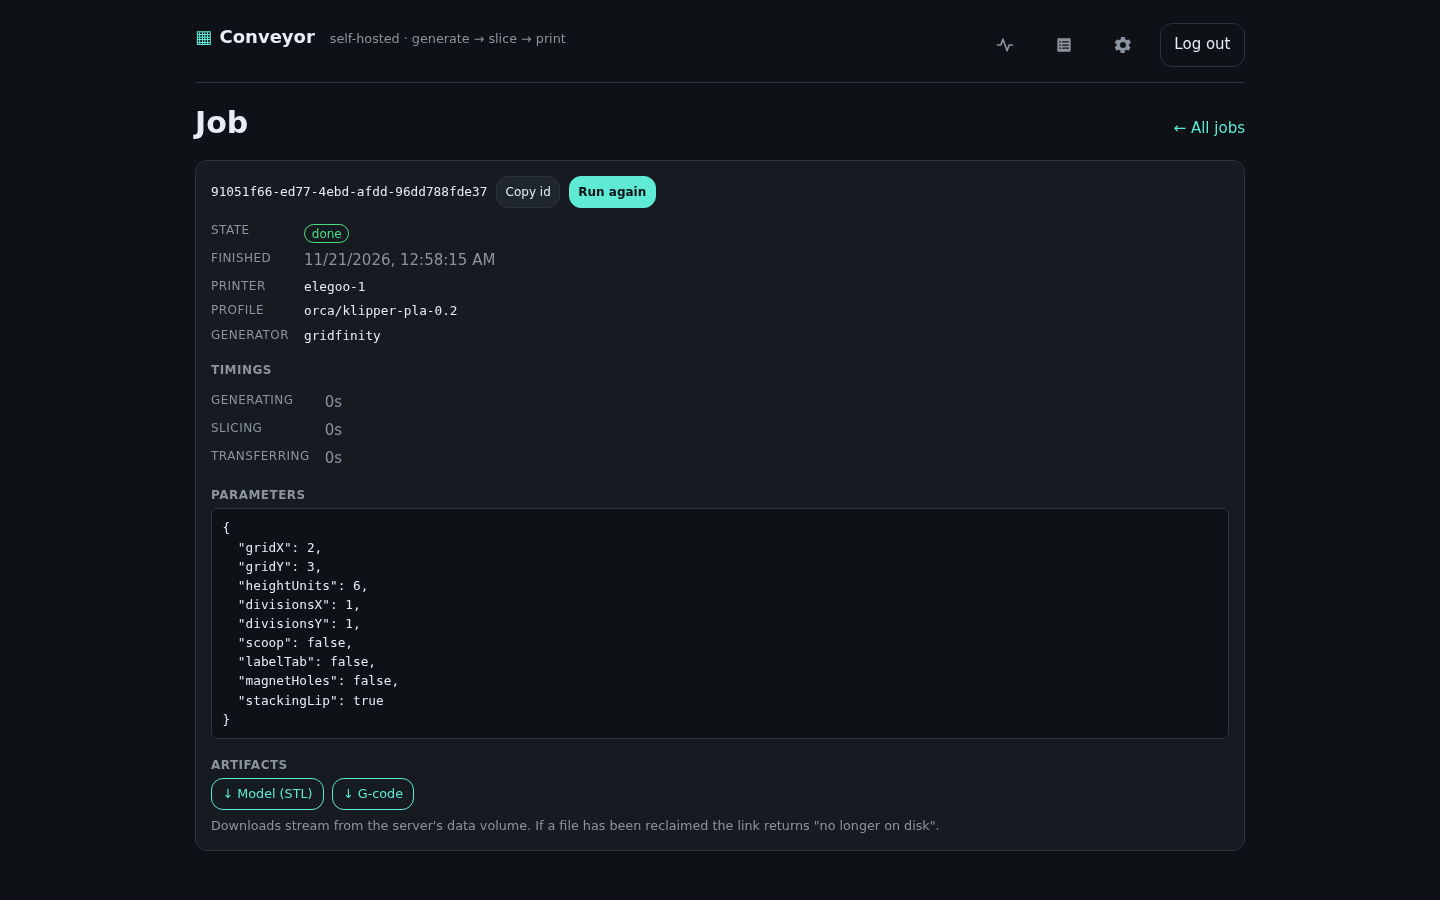 Conveyor self-hosted · generate → slice → print
Log out
Job
← All jobs
91051f66-ed77-4ebd-afdd-96dd788fde37 Copy id Run again
STATE done
FINISHED 11/21/2026, 12:58:15 AM
PRINTER elegoo-1
PROFILE orca/klipper-pla-0.2
GENERATOR gridfinity
TIMINGS
GENERATING 0s
SLICING 0s
TRANSFERRING 0s
PARAMETERS
{
  "gridX": 2,
  "gridY": 3,
  "heightUnits": 6,
  "divisionsX": 1,
  "divisionsY": 1,
  "scoop": false,
  "labelTab": false,
  "magnetHoles": false,
  "stackingLip": true
}
ARTIFACTS
↓ Model (STL) ↓ G-code
Downloads stream from the server's data volume. If a file has been reclaimed the link returns "no longer on disk".